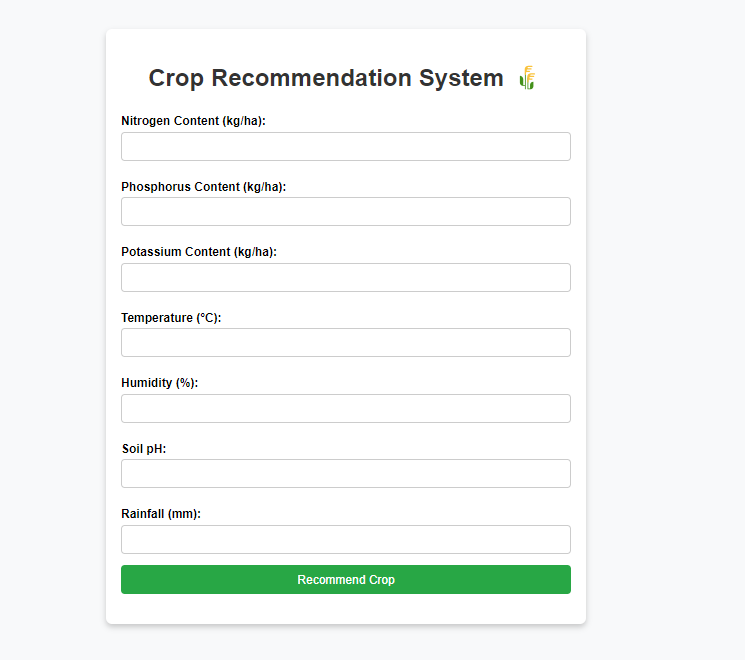 Crop Recommendation System 🌾
Nitrogen Content (kg/ha):
Phosphorus Content (kg/ha):
Potassium Content (kg/ha):
Temperature (°C):
Humidity (%):
Soil pH:
Rainfall (mm):
Recommend Crop